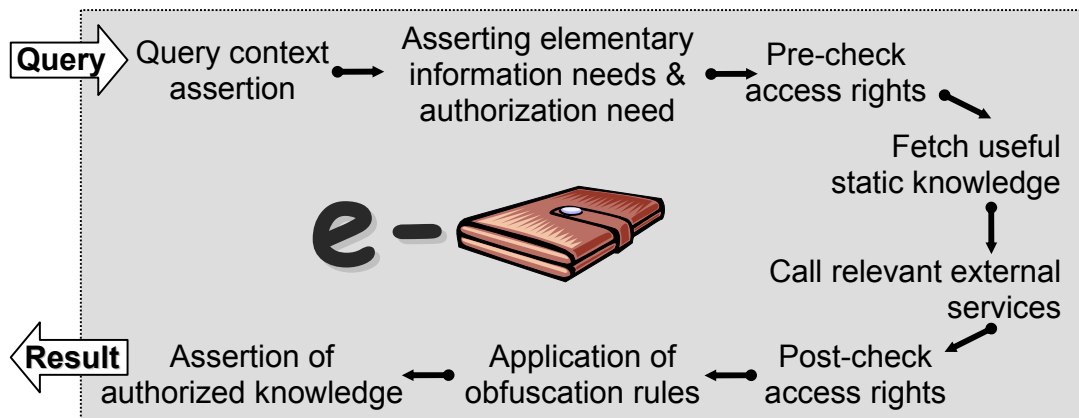 Query
Query context
assertion
Asserting elementary
information needs &
authorization need
Pre-check
access rights
Fetch useful
static knowledge
e-
Call relevant external
services
Post-check
access rights
Application of
obfuscation rules
Assertion of
authorized knowledge
Result